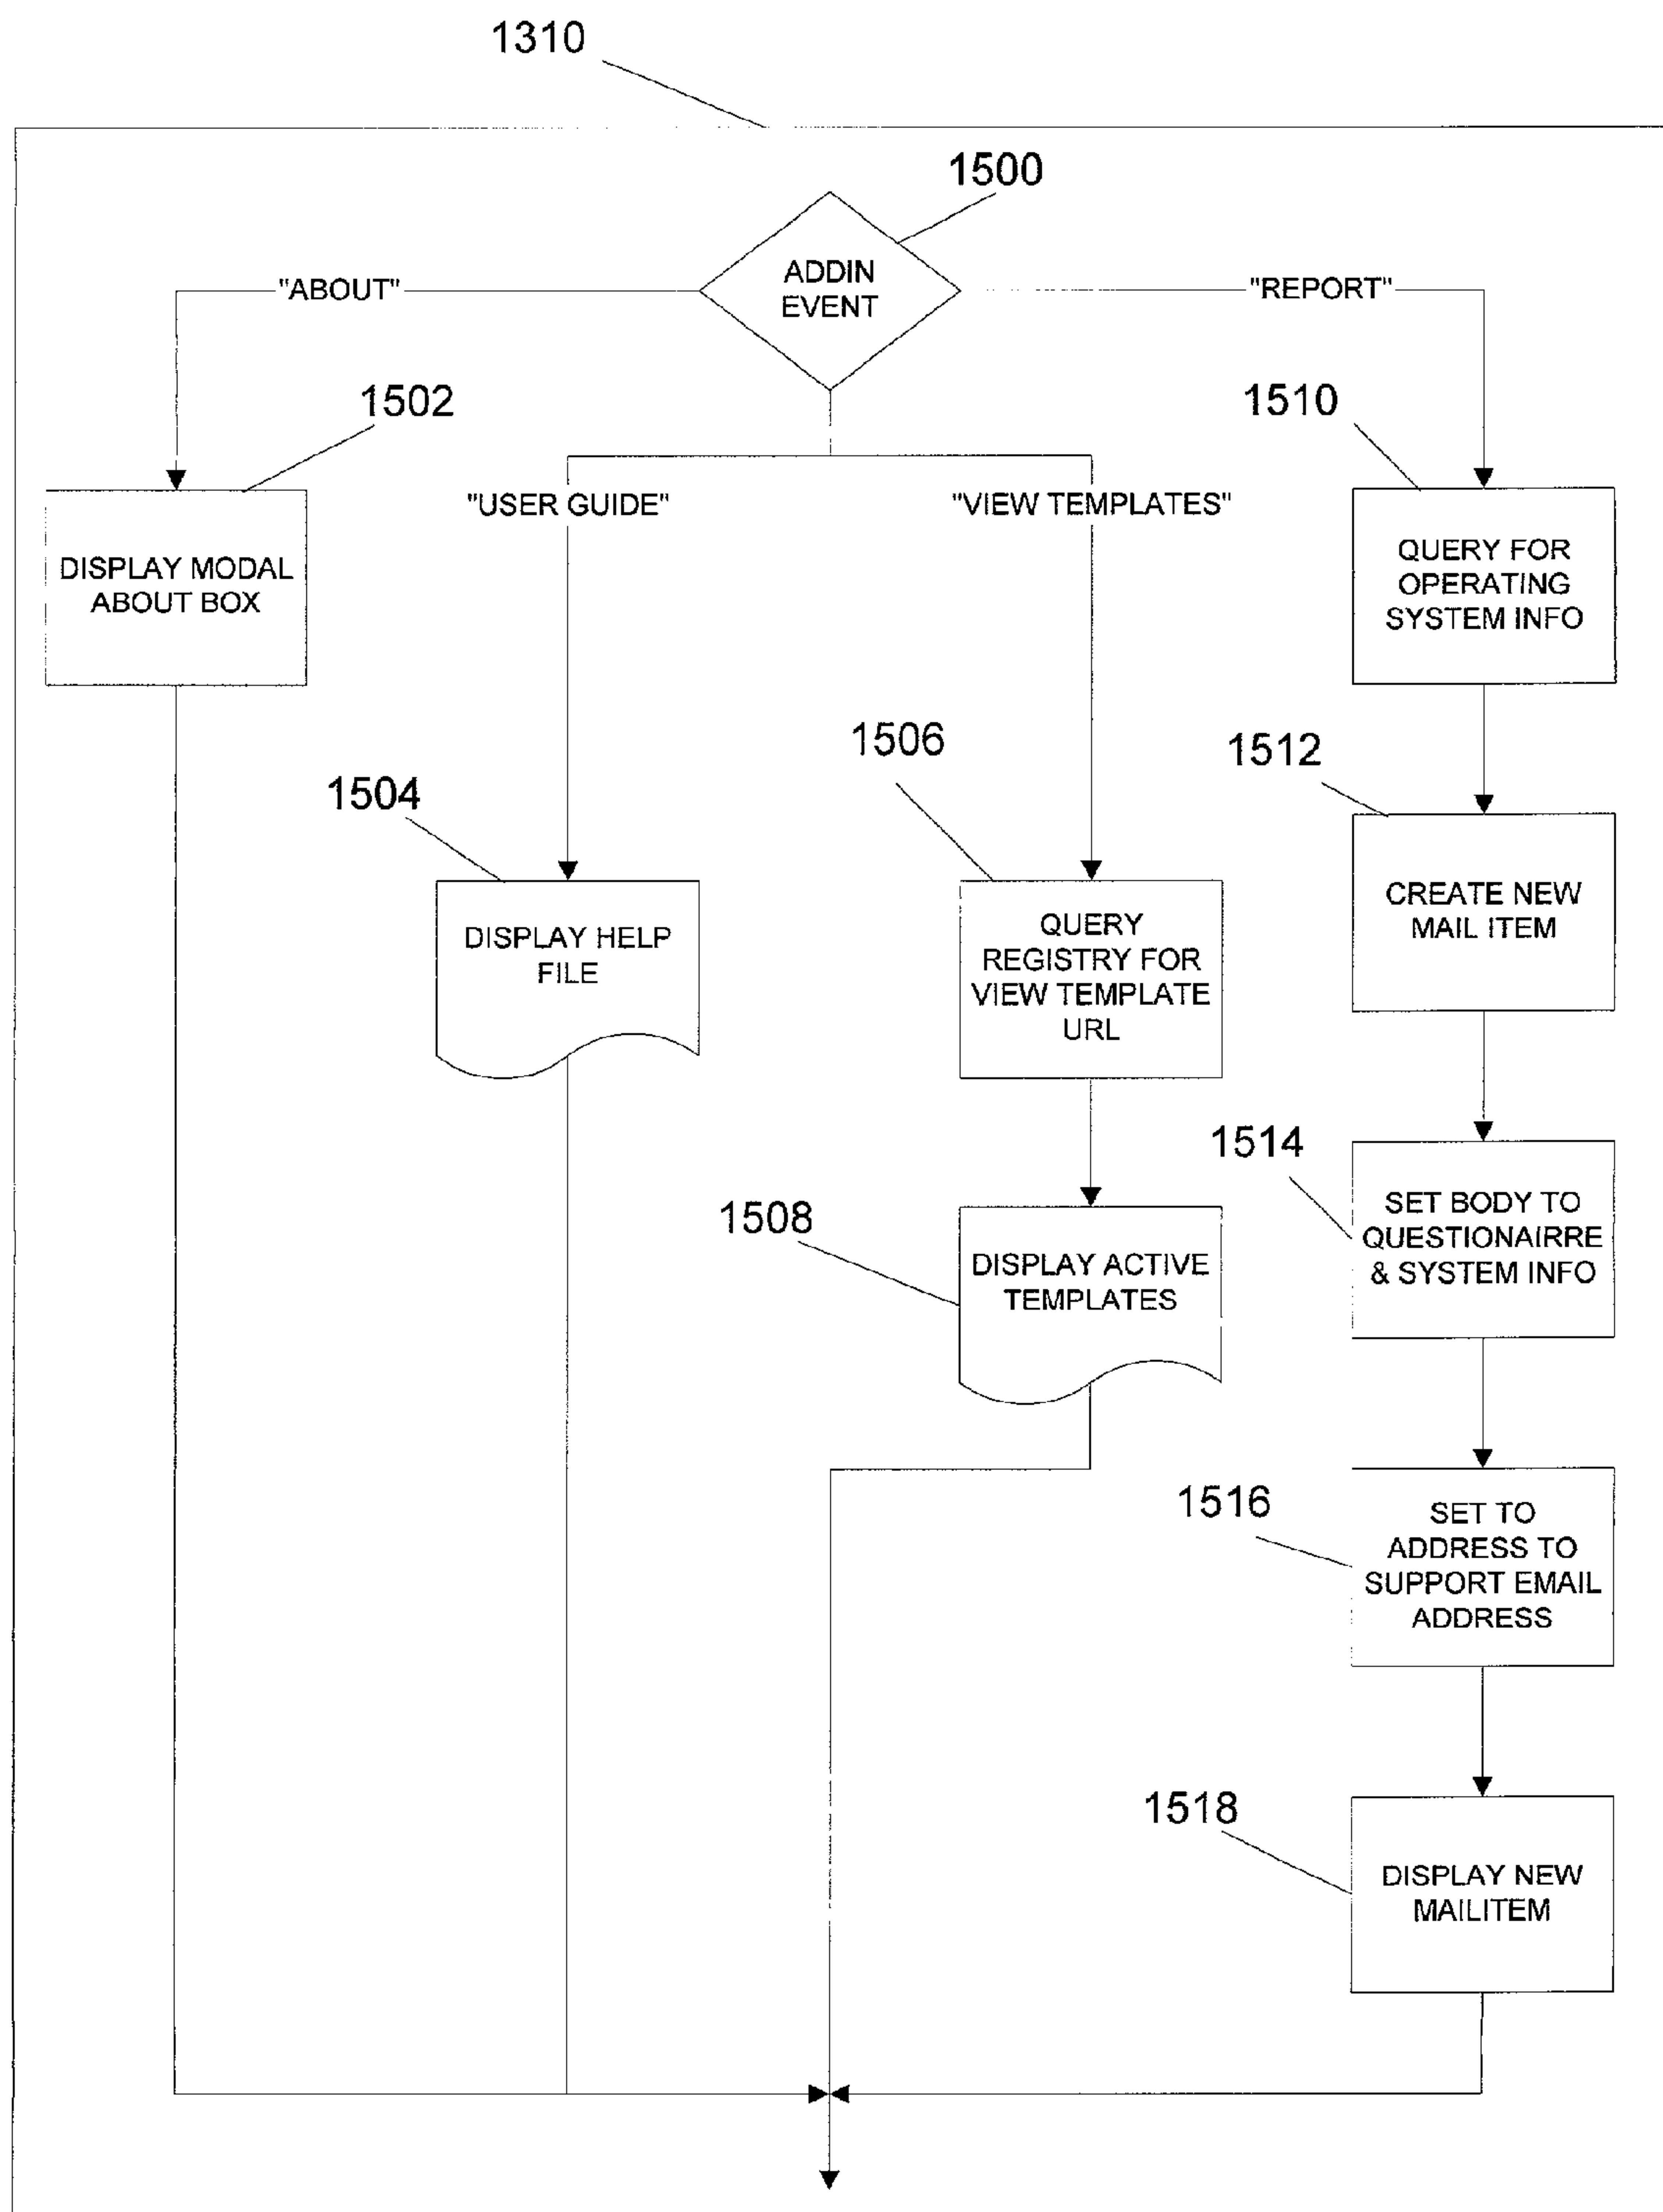 1310
1500
ADDIN
EVENT
"ABOUT"
"REPORT"
1502
1510
"USER GUIDE"
"VIEW TEMPLATES"
DISPLAY MODAL
ABOUT BOX
QUERY FOR
OPERATING
SYSTEM INFO
1506
1512
1504
DISPLAY HELP
FILE
QUERY
REGISTRY FOR
VIEW TEMPLATE
URL
CREATE NEW
MAIL ITEM
1514
1508
SET BODY TO
QUESTIONAIRRE
& SYSTEM INFO
DISPLAY ACTIVE
TEMPLATES
1516
SET TO
ADDRESS TO
SUPPORT EMAIL
ADDRESS
1518
DISPLAY NEW
MAILITEM